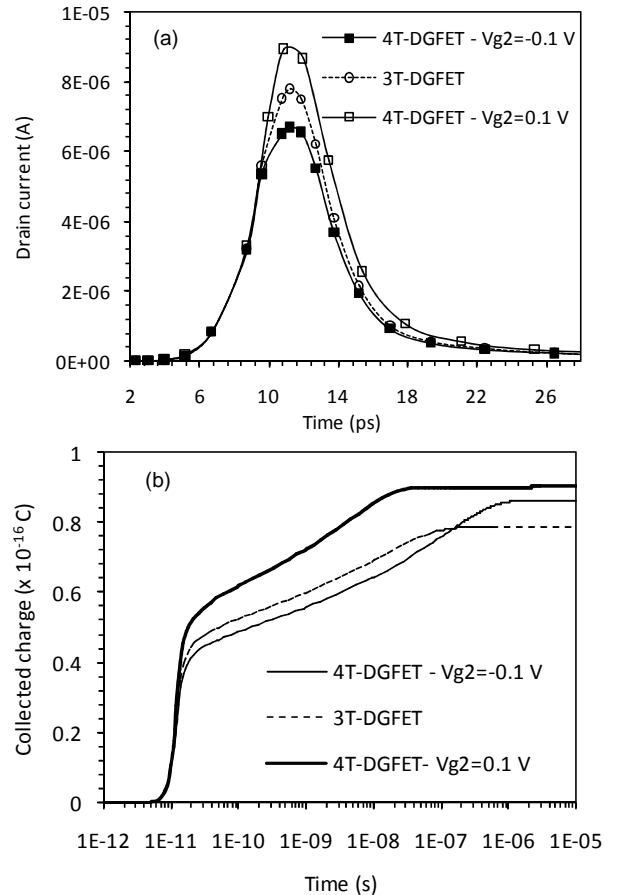 1E-05
8E-06
6E-06
4E-06
2E-06
0E+00
Drain current (A)
(a)
4T-DGFET - Vg2=-0.1 V
3T-DGFET
4T-DGFET - Vg2=0.1 V
2 6 10 14 18 22 26
Time (ps)
1
0.8
0.6
0.4
0.2
0
Collected charge (x 10-16 C)
(b)
4T-DGFET - Vg2=-0.1 V
3T-DGFET
4T-DGFET- Vg2=0.1 V
1E-12 1E-11 1E-10 1E-09 1E-08 1E-07 1E-06 1E-05
Time (s)